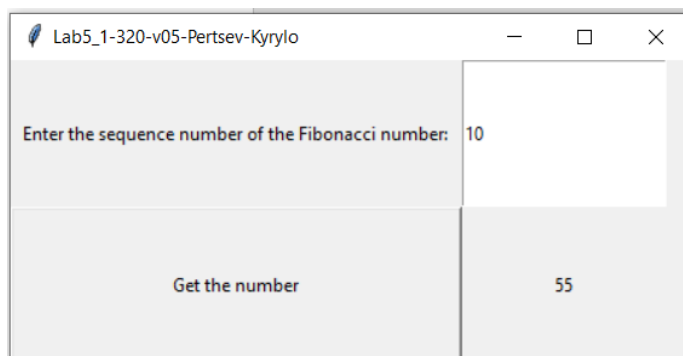 Lab5_1-320-v05-Pertsev-Kyrylo
Enter the sequence number of the Fibonacci number:
10
Get the number
55